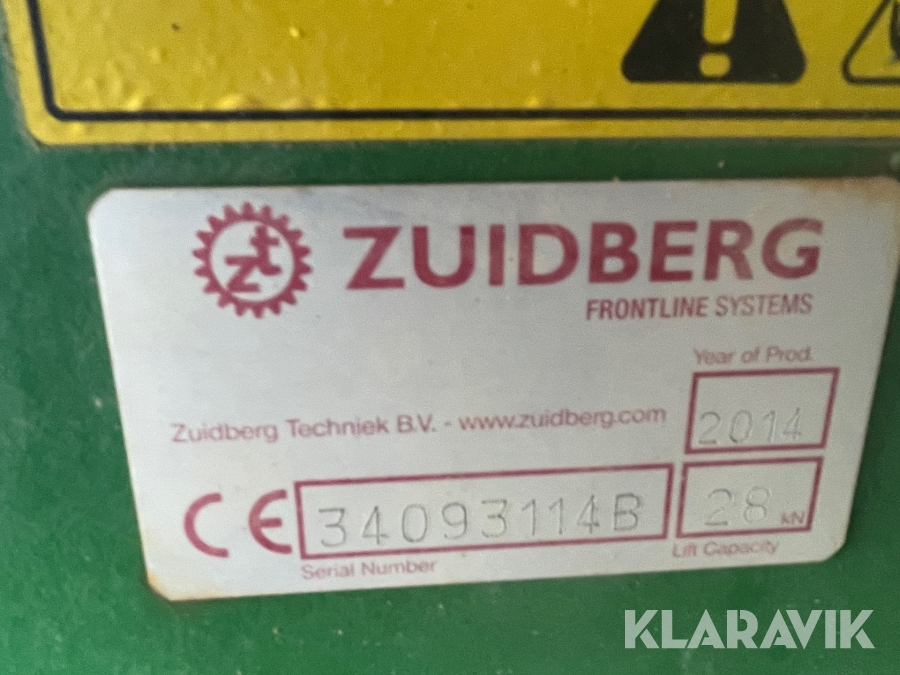 ZUIDBERG
FRONTLINE SYSTEMS
Year of Prod.
2014
Zuidberg Techniek B.V. - www.zuidberg.com
CE 34093114B 28 kN
Serial Number
Lift Capacity
KLARAVIK